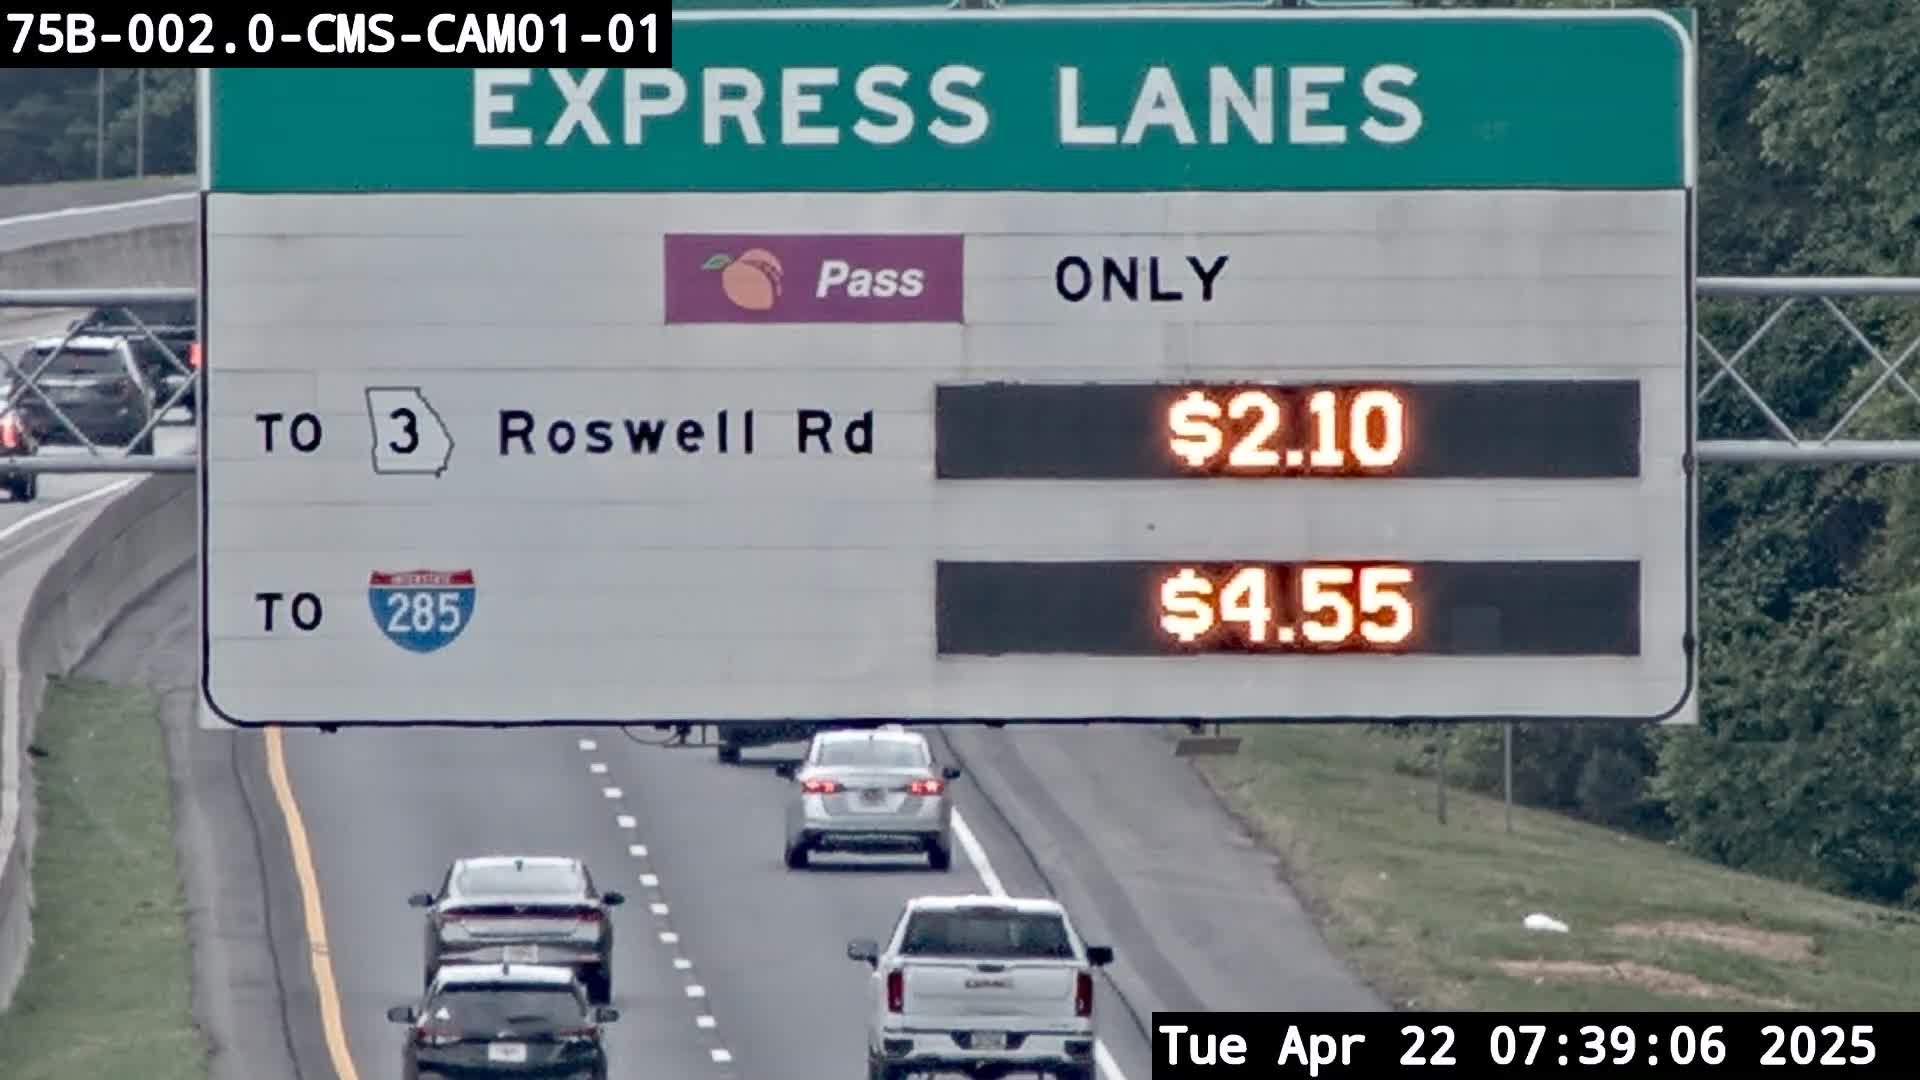 75B-002.0-CMS-CAM01-01
EXPRESS LANES
Pass ONLY
TO 3 Roswell Rd $2.10
TO 285 $4.55
GMC
Tue Apr 22 07:39:06 2025